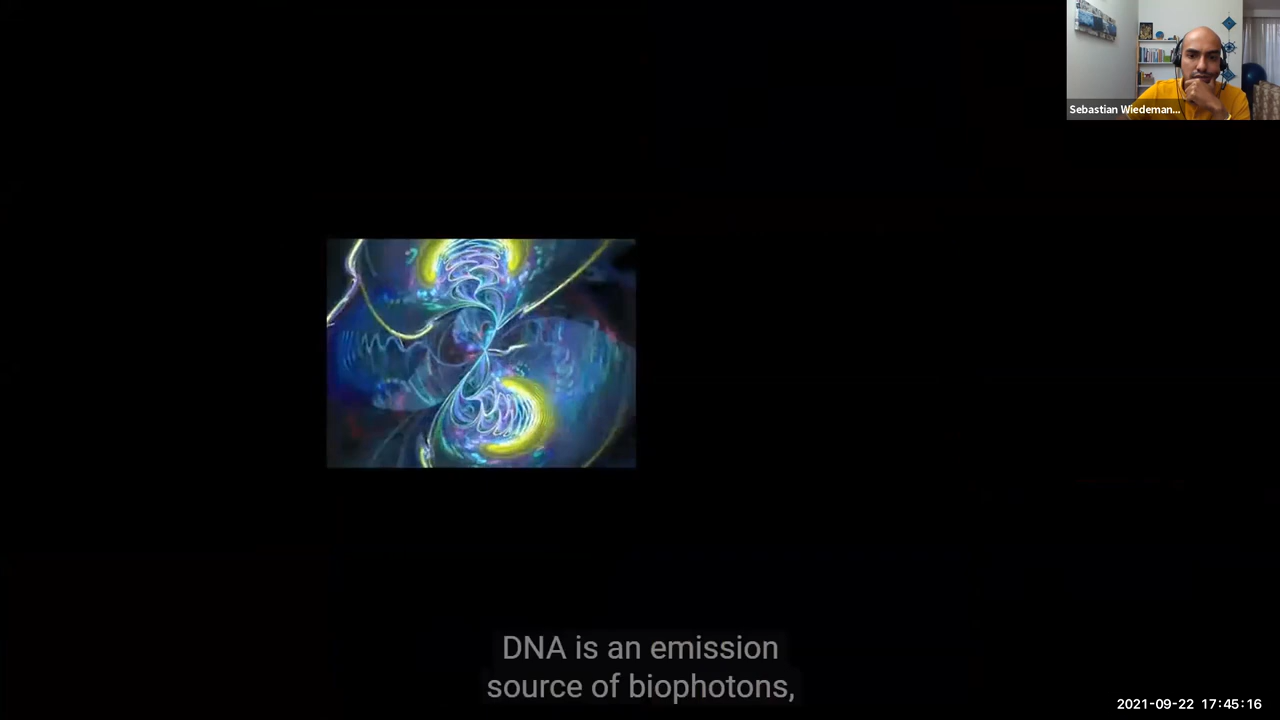 Sebastian Wiedeman...
DNA is an emission
source of biophotons,
2021-09-22 17:45:16